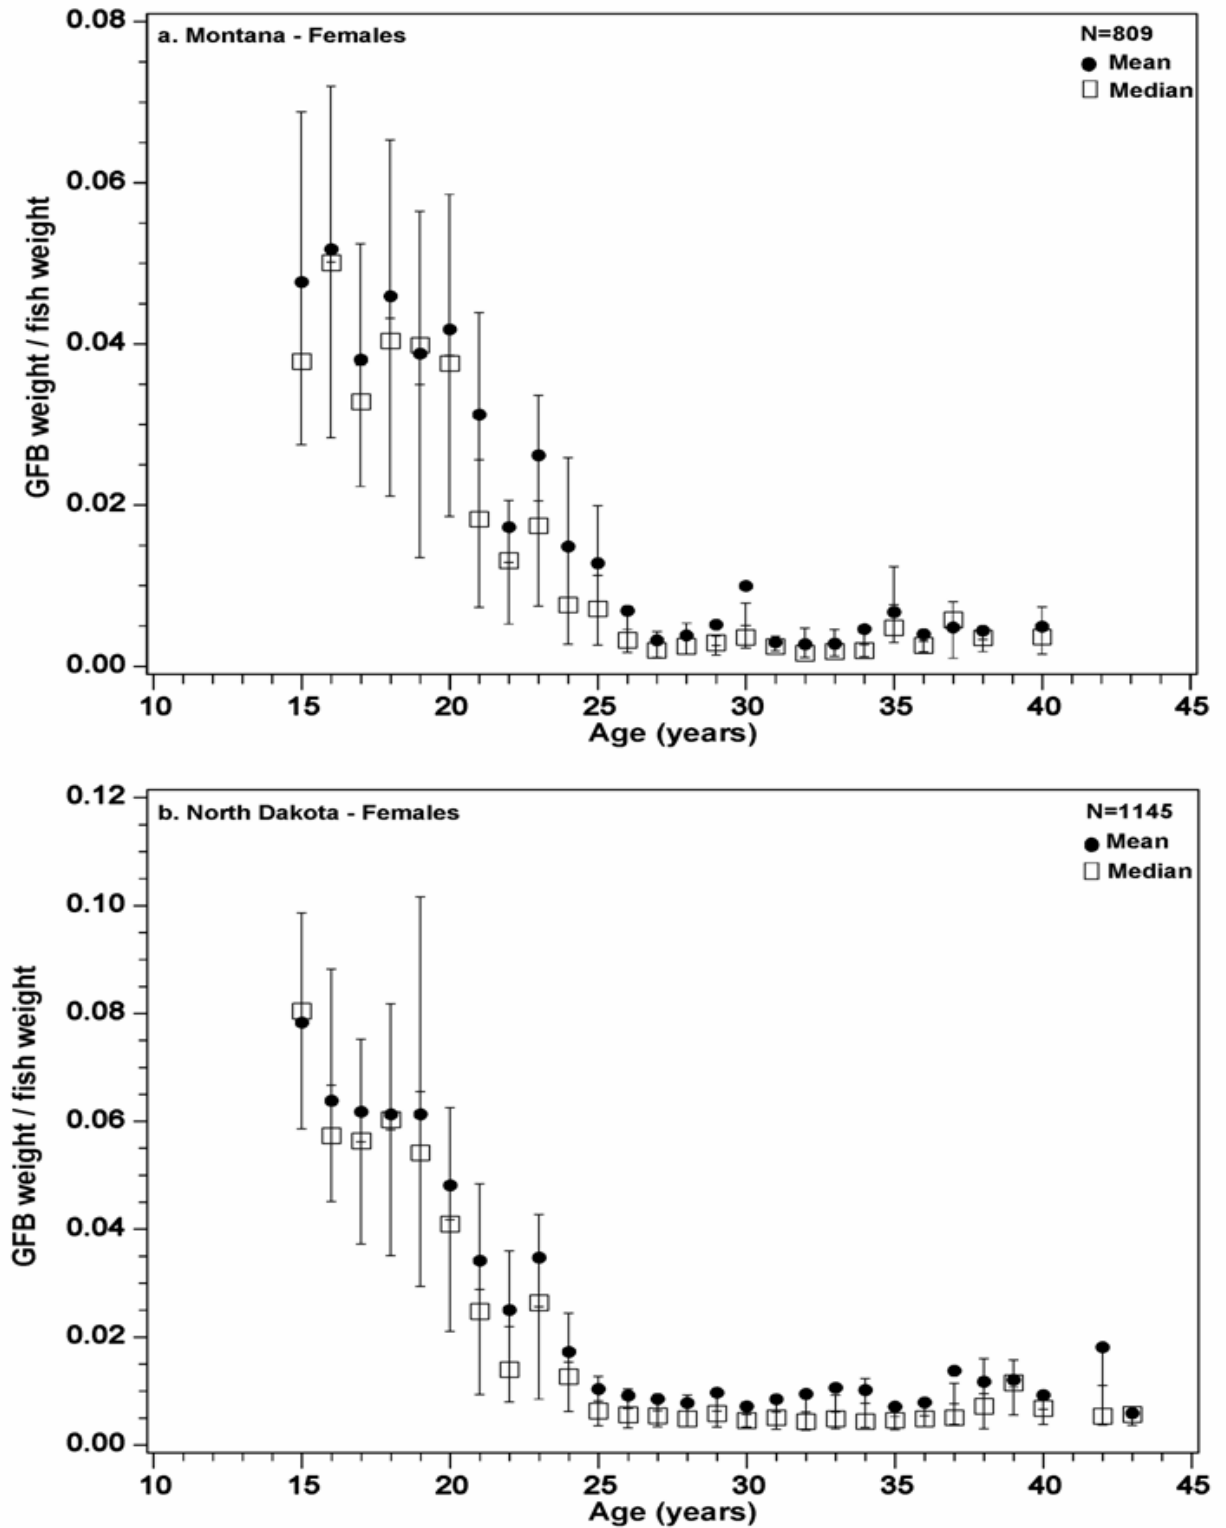 a. Montana - Females
N=809
Mean
Median
0.08
0.06
0.04
0.02
0.00
GFB weight / fish weight
10 15 20 25 30 35 40 45
Age (years)
b. North Dakota - Females
N=1145
Mean
Median
0.12
0.10
0.08
0.06
0.04
0.02
0.00
GFB weight / fish weight
10 15 20 25 30 35 40 45
Age (years)